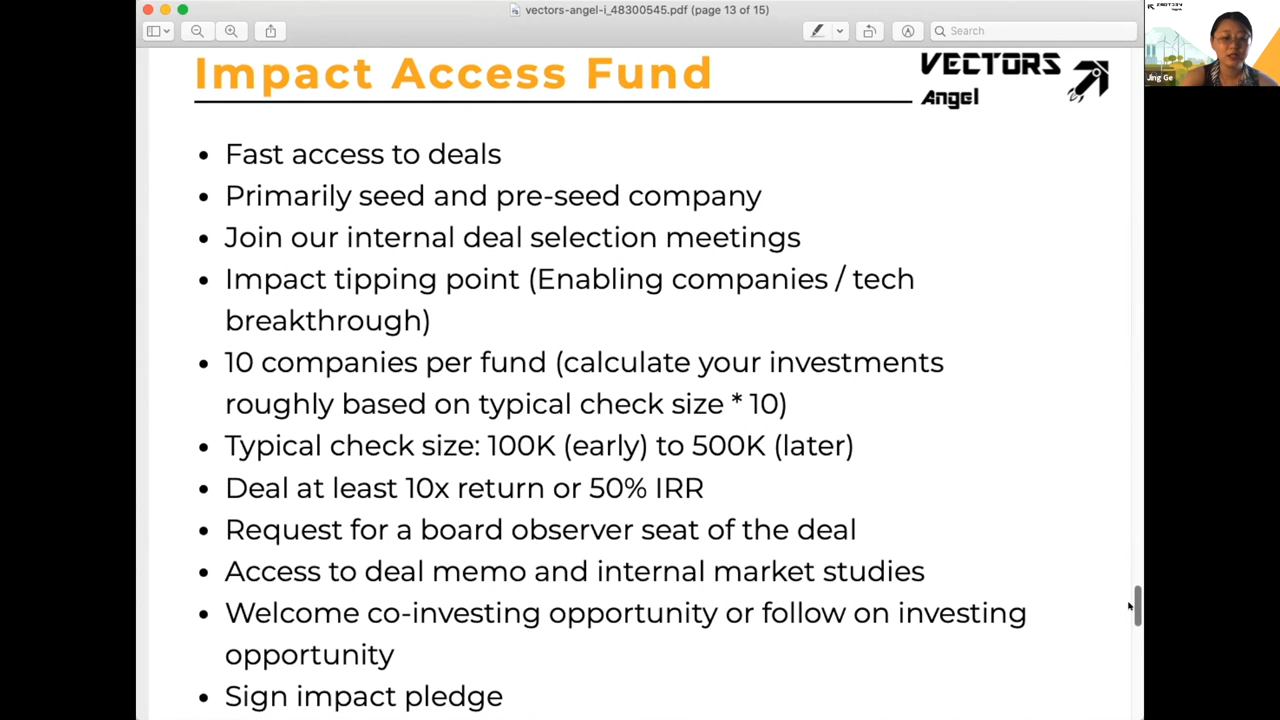 vectors-angel-i_48300545.pdf (page 13 of 15)
Search
Jing Ge
Impact Access Fund
VECTORS
Angel
• Fast access to deals
• Primarily seed and pre-seed company
• Join our internal deal selection meetings
• Impact tipping point (Enabling companies / tech
breakthrough)
• 10 companies per fund (calculate your investments
roughly based on typical check size * 10)
• Typical check size: 100K (early) to 500K (later)
• Deal at least 10x return or 50% IRR
• Request for a board observer seat of the deal
• Access to deal memo and internal market studies
• Welcome co-investing opportunity or follow on investing
opportunity
• Sign impact pledge